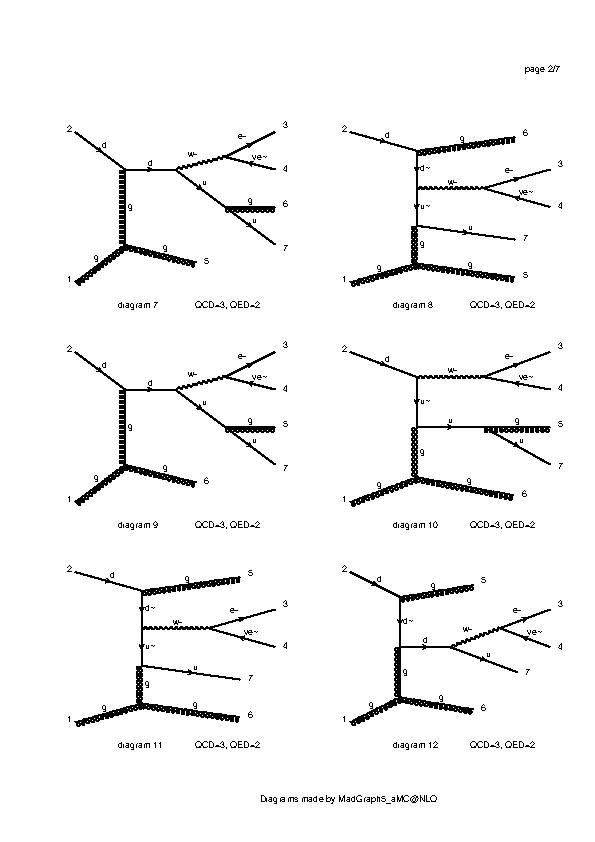 page 2/7
2 d d w- e- 3
ve~ 4
u g 6
u 7
g
1 g g 5
diagram 7 QCD=3, QED=2
2 d g 6
d~ w- e- 3
ve~ 4
u~ u 7
g
1 g g 5
diagram 8 QCD=3, QED=2
2 d d w- e- 3
ve~ 4
u g 5
u 7
g
1 g g 6
diagram 9 QCD=3, QED=2
2 d w- e- 3
ve~ 4
u~ u g 5
u 7
g
1 g g 6
diagram 10 QCD=3, QED=2
2 d g 5
d~ w- e- 3
ve~ 4
u~ u 7
g
1 g g 6
diagram 11 QCD=3, QED=2
2 d g 5
d~ d w- e- 3
ve~ 4
u 7
g
1 g g 6
diagram 12 QCD=3, QED=2
Diagrams made by MadGraph5_aMC@NLO